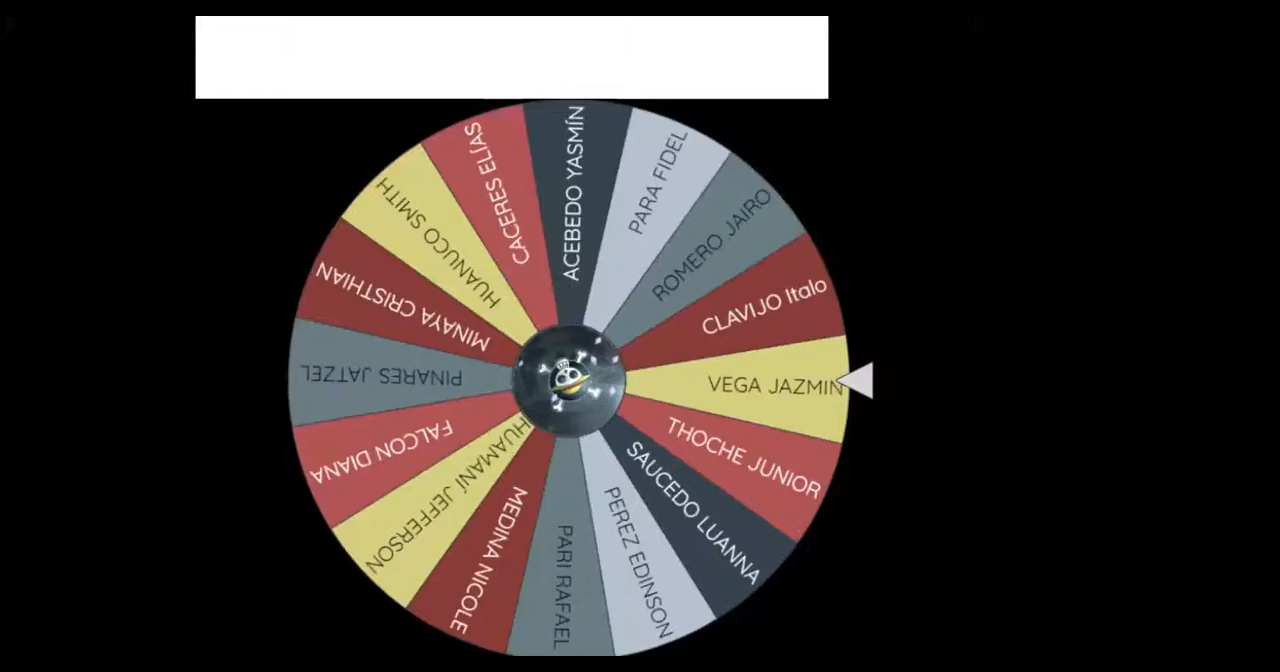 ACEBEDO YASMÍN
PARA FIDEL
ROMERO JAIRO
CLAVIJO Italo
VEGA JAZMIN
THOCHE JUNIOR
SAUCEDO LUANNA
PEREZ EDINSON
PARI RAFAEL
MEDINA NICOLE
HUAMANÍ JEFFERSON
FALCON DIANA
PINARES JATZEL
MINAYA CRISTHIAN
HUANUCO SMITH
CACERES ELÍAS